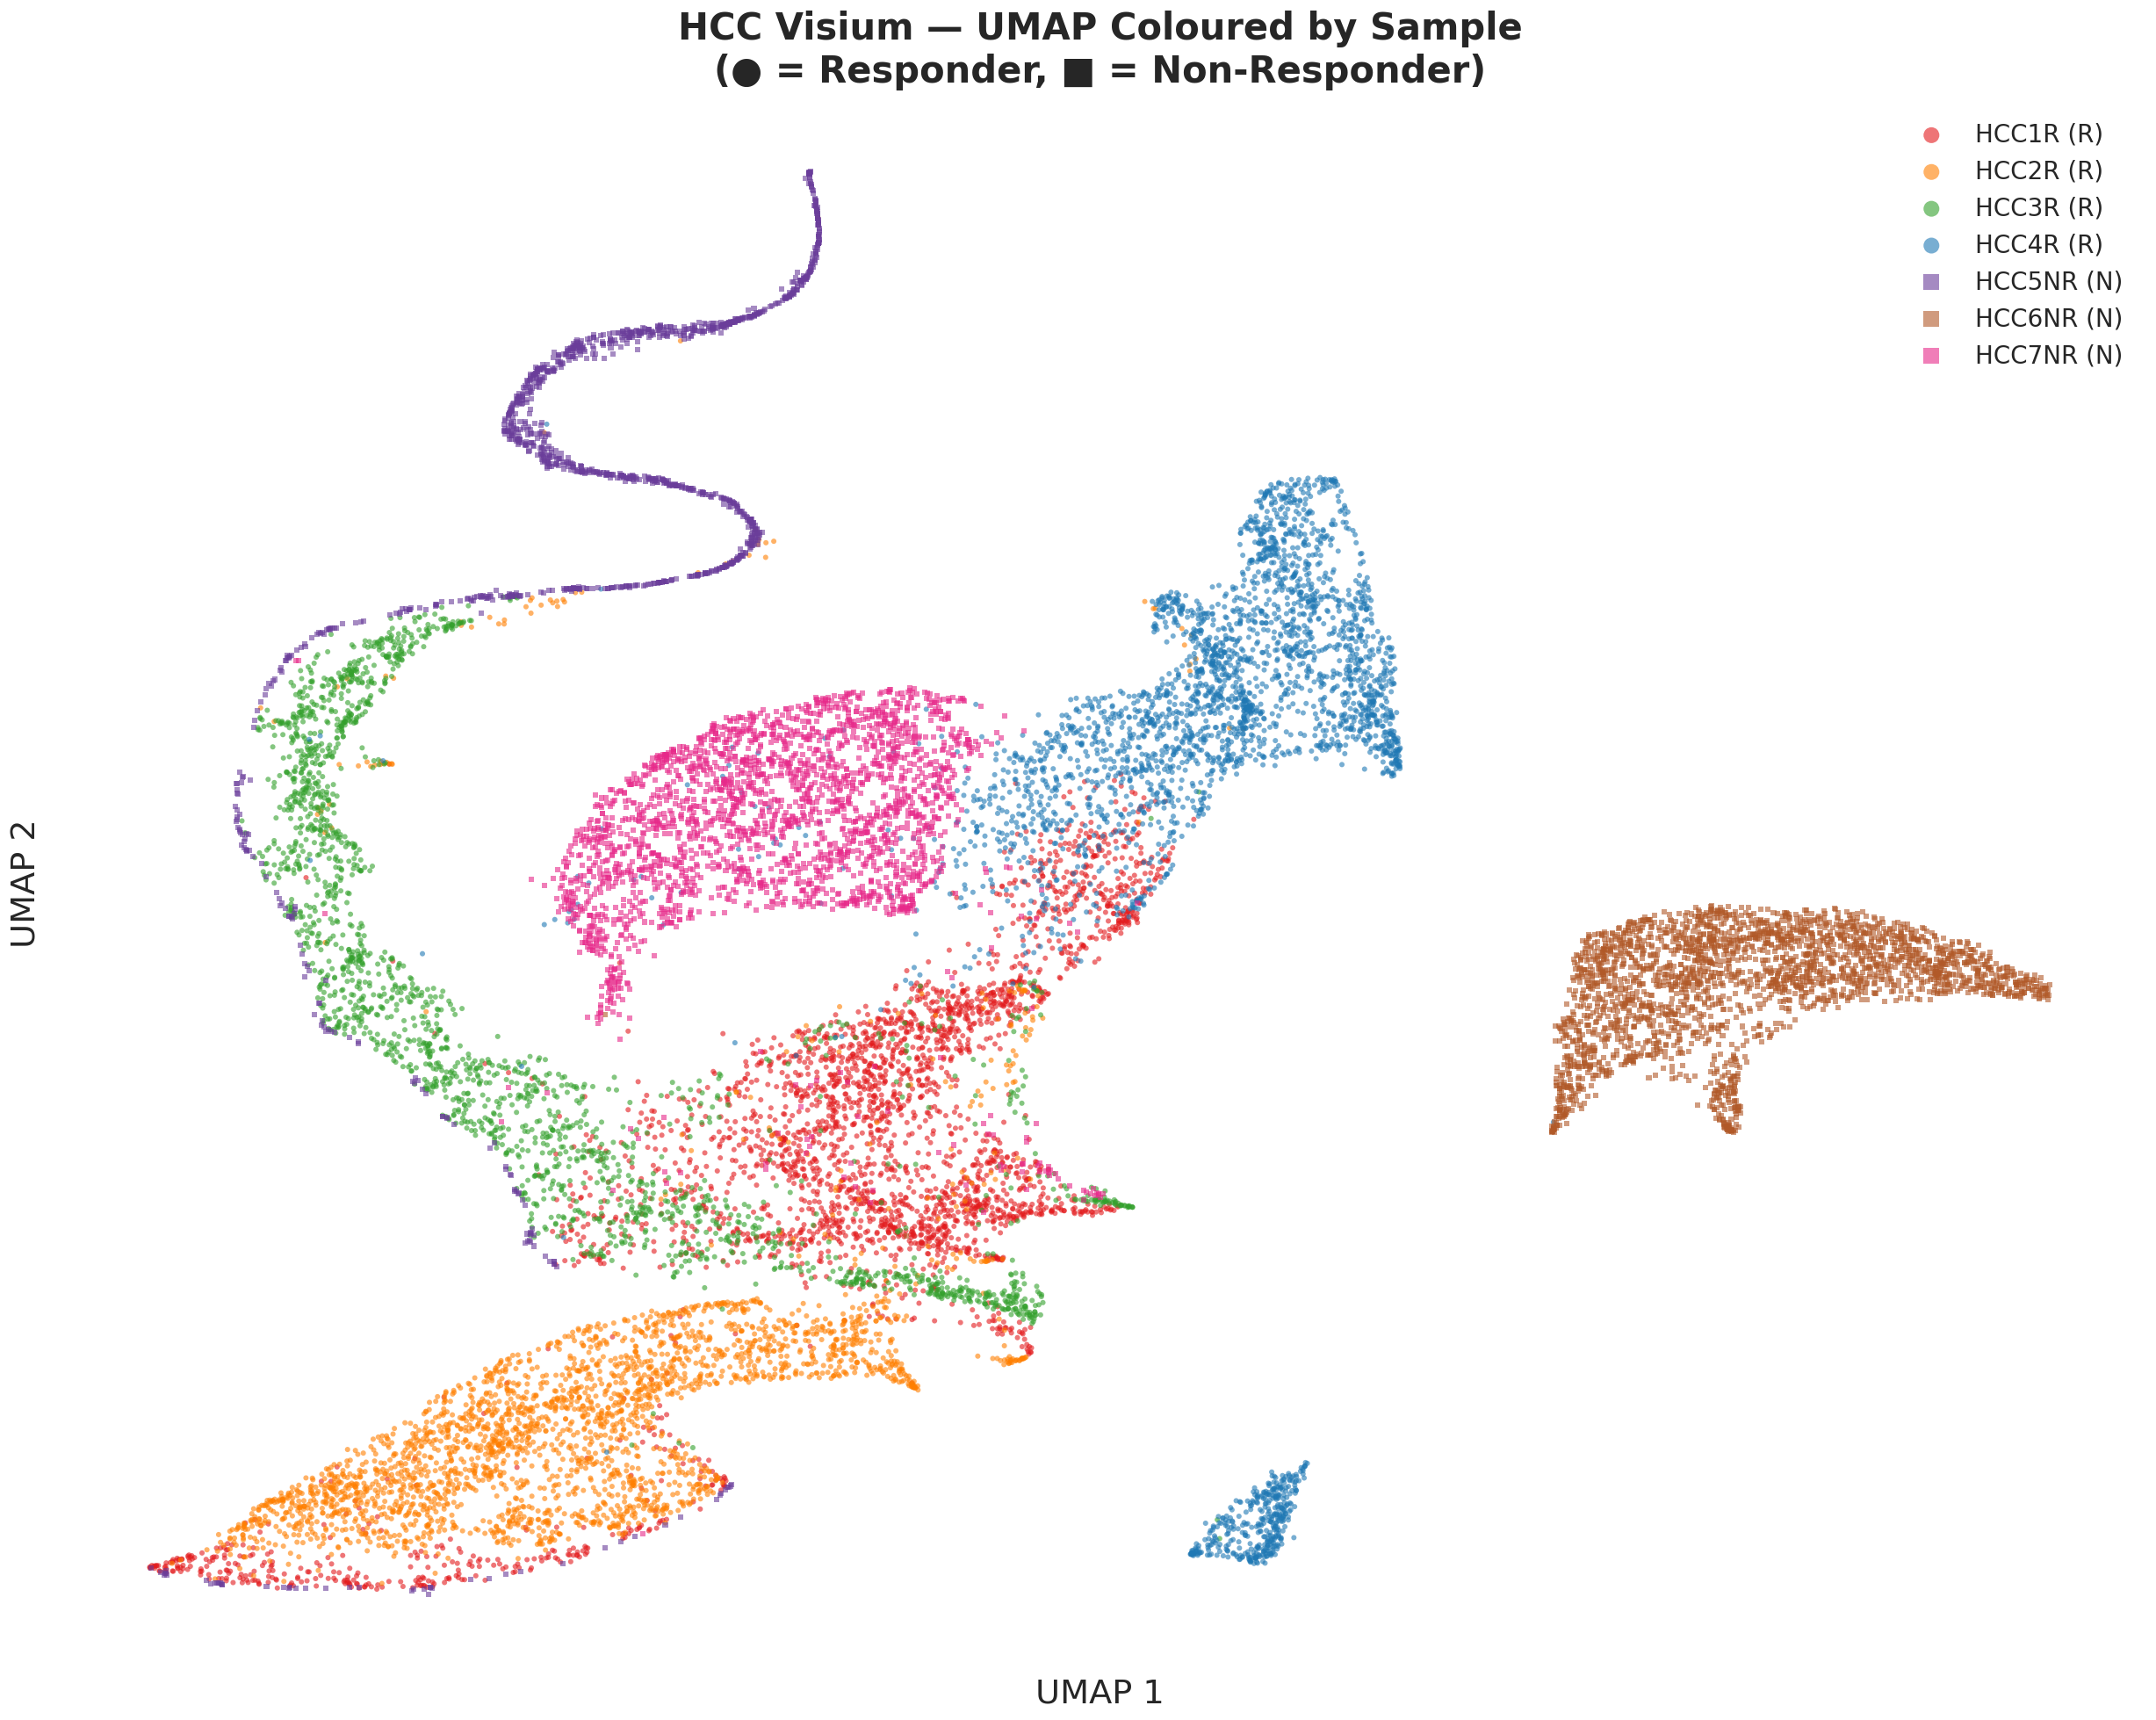 HCC Visium — UMAP Coloured by Sample
(● = Responder, ■ = Non-Responder)
HCC1R (R)
HCC2R (R)
HCC3R (R)
HCC4R (R)
HCC5NR (N)
HCC6NR (N)
HCC7NR (N)
UMAP 2
UMAP 1